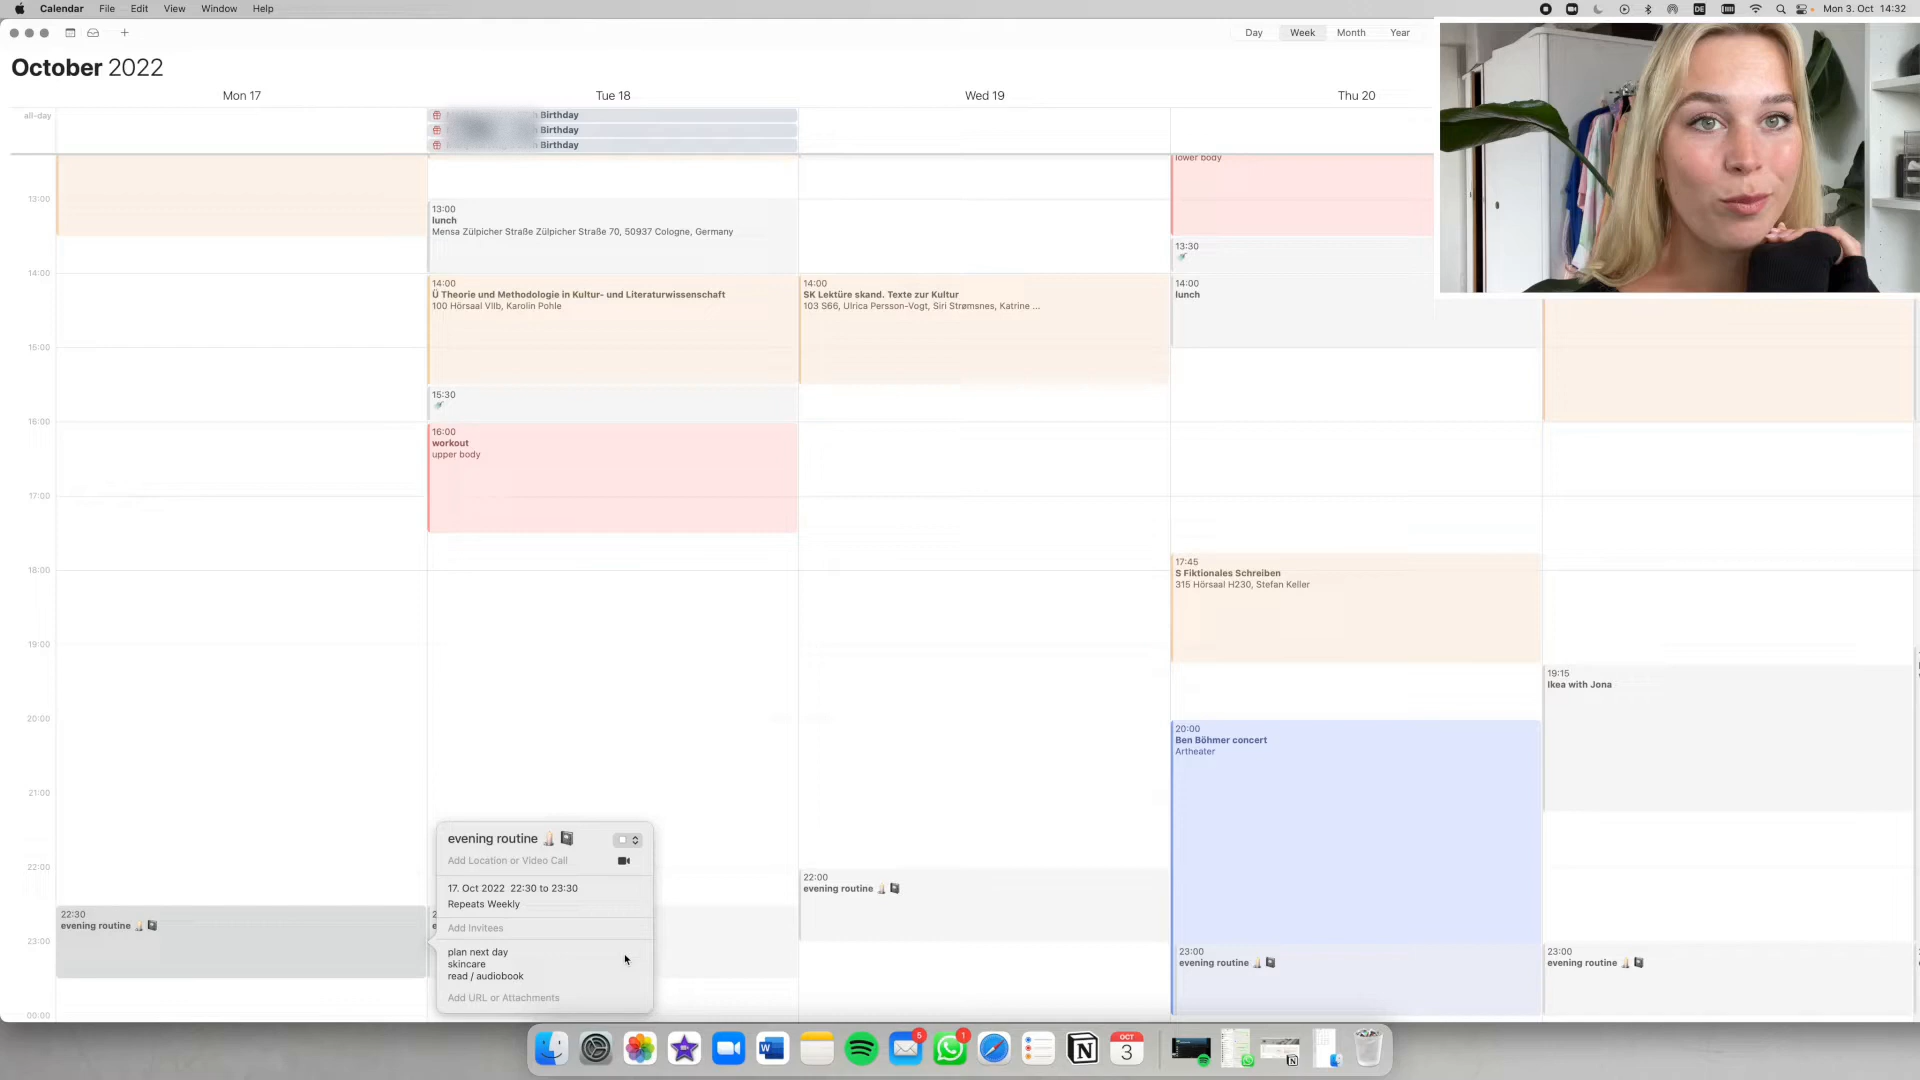 Calendar File Edit View Window Help
DE Mon 3. Oct 14:32
Day Week Month Year
October 2022
Mon 17 Tue 18 Wed 19 Thu 20
all-day
Birthday
Birthday
Birthday
lower body
13:00
13:00
lunch
Mensa Zülpicher Straße Zülpicher Straße 70, 50937 Cologne, Germany
13:30
14:00
14:00
Ü Theorie und Methodologie in Kultur- und Literaturwissenschaft
100 Hörsaal VIIb, Karolin Pohle
14:00
SK Lektüre skand. Texte zur Kultur
103 S66, Ulrica Persson-Vogt, Siri Strømsnes, Katrine ...
14:00
lunch
15:00
15:30
16:00
16:00
workout
upper body
17:00
17:45
S Fiktionales Schreiben
315 Hörsaal H230, Stefan Keller
18:00
19:00
19:15
Ikea with Jona
20:00
20:00
Ben Böhmer concert
Artheater
21:00
22:00
22:00
evening routine
22:30
evening routine
23:00
23:00
evening routine
23:00
evening routine
00:00
evening routine
Add Location or Video Call
17. Oct 2022 22:30 to 23:30
Repeats Weekly
Add Invitees
plan next day
skincare
read / audiobook
Add URL or Attachments
5
1
OCT
3